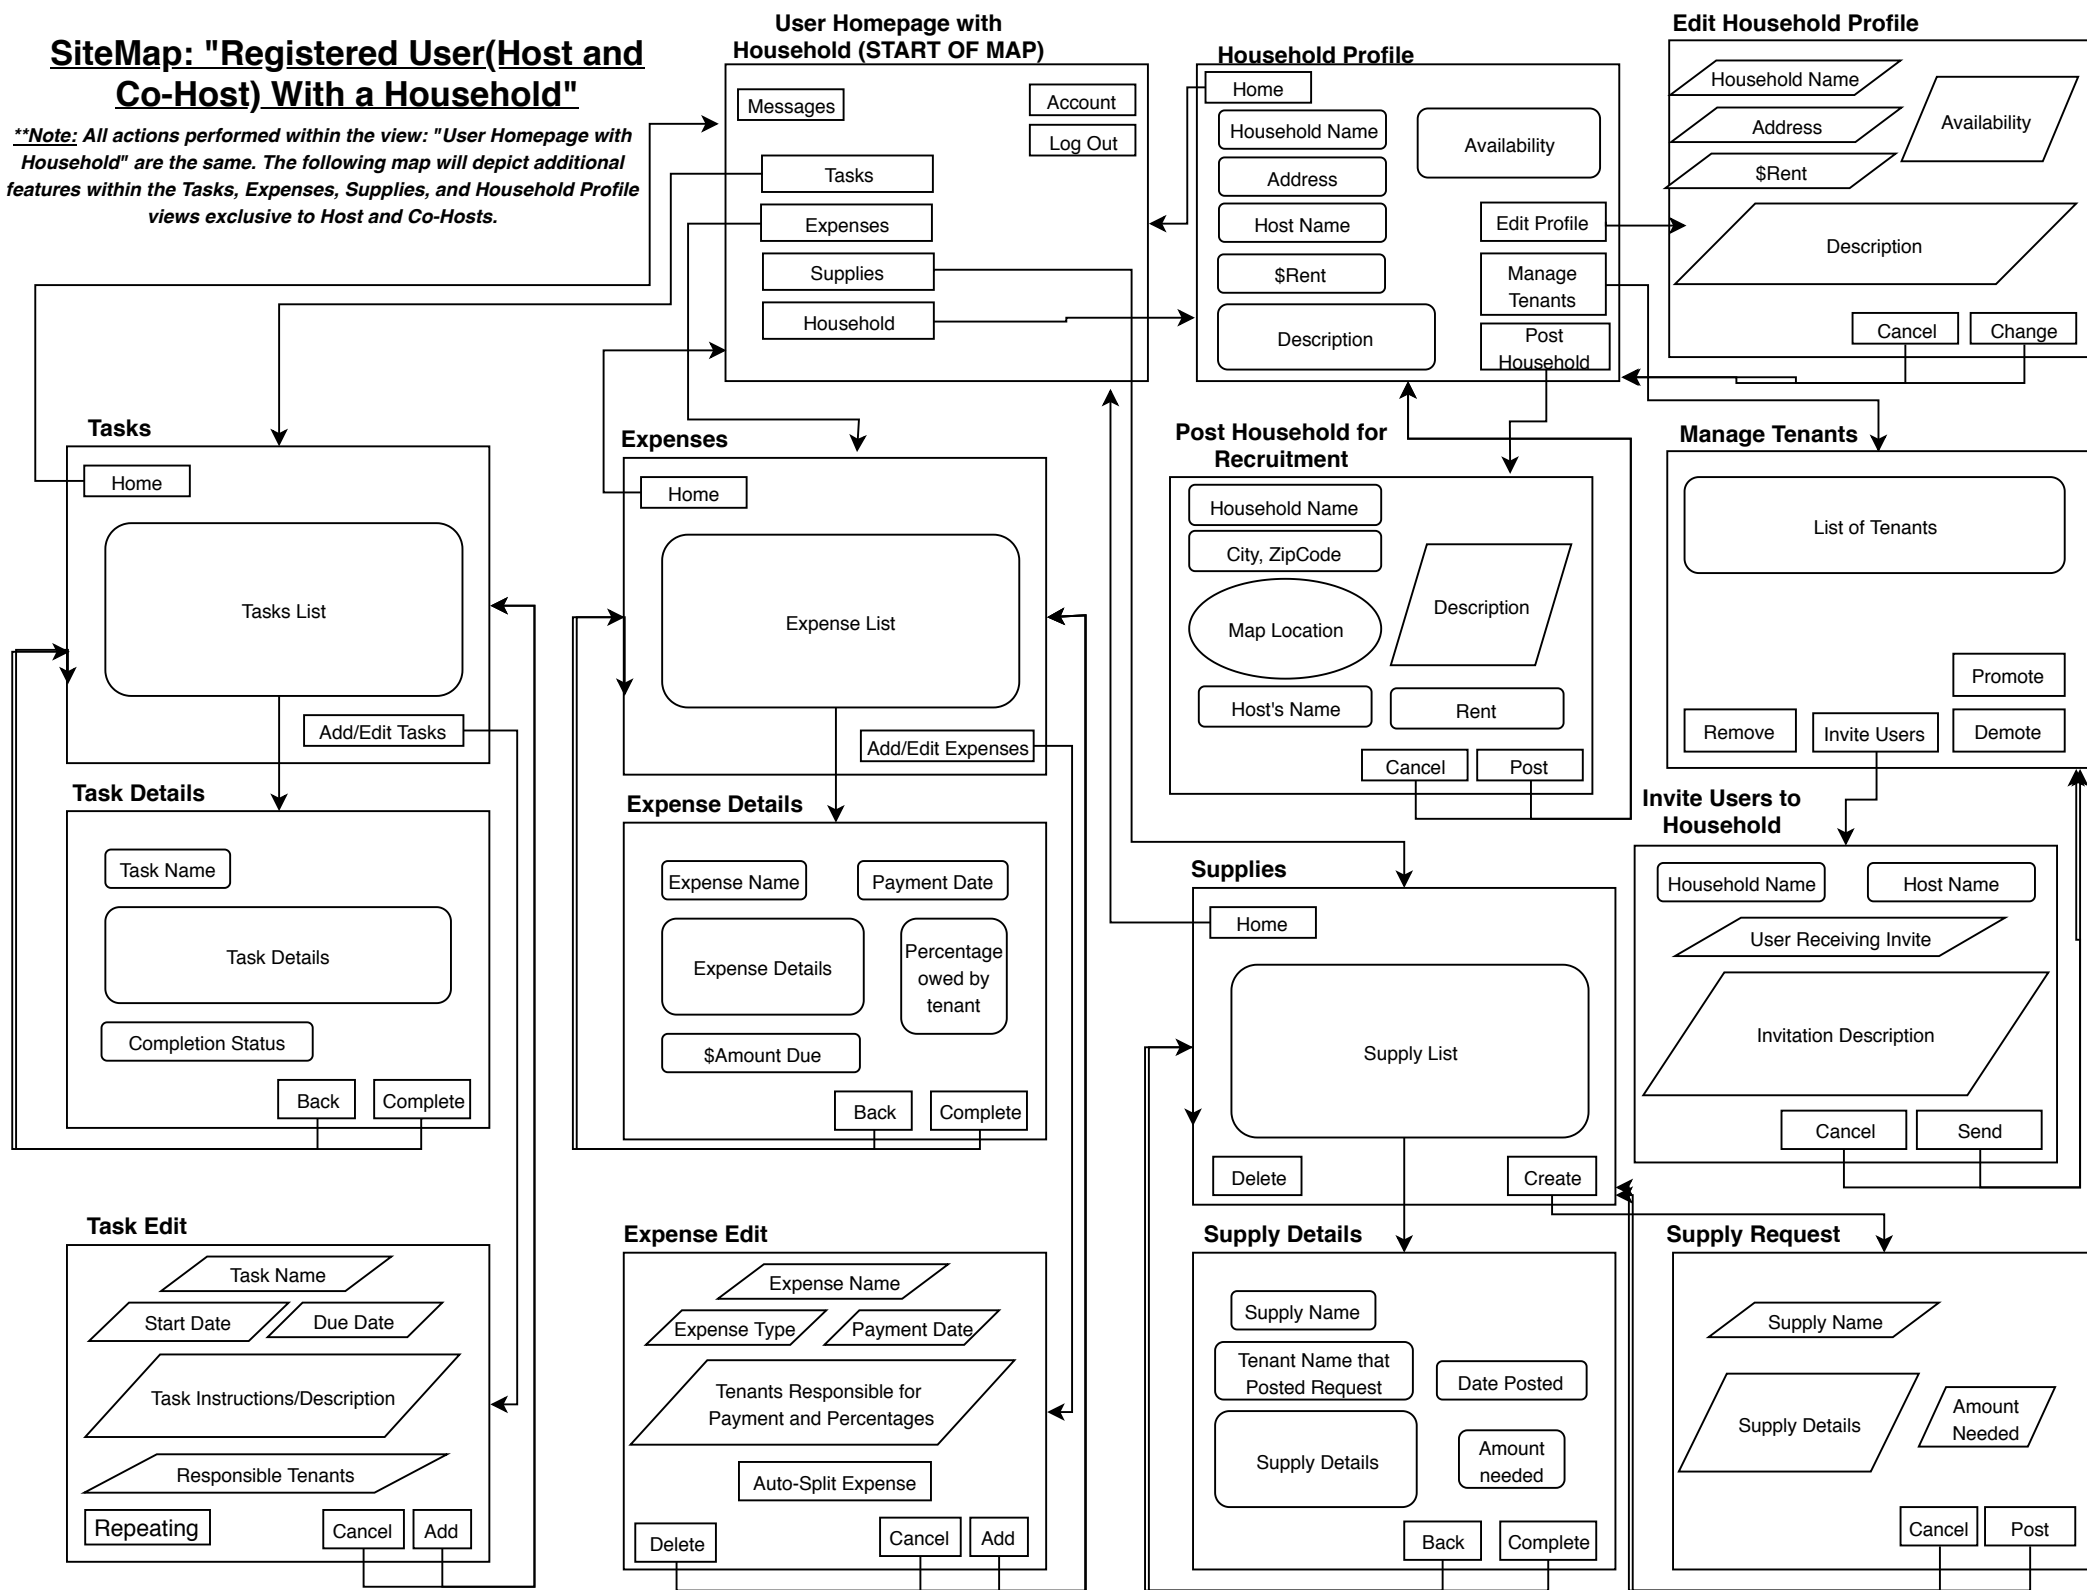 SiteMap: "Registered User(Host and
Co-Host) With a Household"
**Note: All actions performed within the view: "User Homepage with
Household" are the same. The following map will depict additional
features within the Tasks, Expenses, Supplies, and Household Profile
views exclusive to Host and Co-Hosts.
User Homepage with
Household (START OF MAP)
Messages
Account
Log Out
Tasks
Expenses
Supplies
Household
Household Profile
Home
Household Name
Availability
Address
Host Name
Edit Profile
$Rent
Manage
Tenants
Description
Post
Household
Edit Household Profile
Household Name
Availability
Address
$Rent
Description
Cancel
Change
Tasks
Home
Tasks List
Add/Edit Tasks
Expenses
Home
Expense List
Add/Edit Expenses
Post Household for
Recruitment
Household Name
City, ZipCode
Description
Map Location
Host's Name
Rent
Cancel
Post
Manage Tenants
List of Tenants
Promote
Remove
Invite Users
Demote
Task Details
Task Name
Task Details
Completion Status
Back
Complete
Expense Details
Expense Name
Payment Date
Expense Details
Percentage
owed by
tenant
$Amount Due
Back
Complete
Supplies
Home
Supply List
Delete
Create
Invite Users to
Household
Household Name
Host Name
User Receiving Invite
Invitation Description
Cancel
Send
Task Edit
Task Name
Start Date
Due Date
Task Instructions/Description
Responsible Tenants
Repeating
Cancel
Add
Expense Edit
Expense Name
Expense Type
Payment Date
Tenants Responsible for
Payment and Percentages
Auto-Split Expense
Delete
Cancel
Add
Supply Details
Supply Name
Tenant Name that
Posted Request
Date Posted
Supply Details
Amount
needed
Back
Complete
Supply Request
Supply Name
Supply Details
Amount
Needed
Cancel
Post